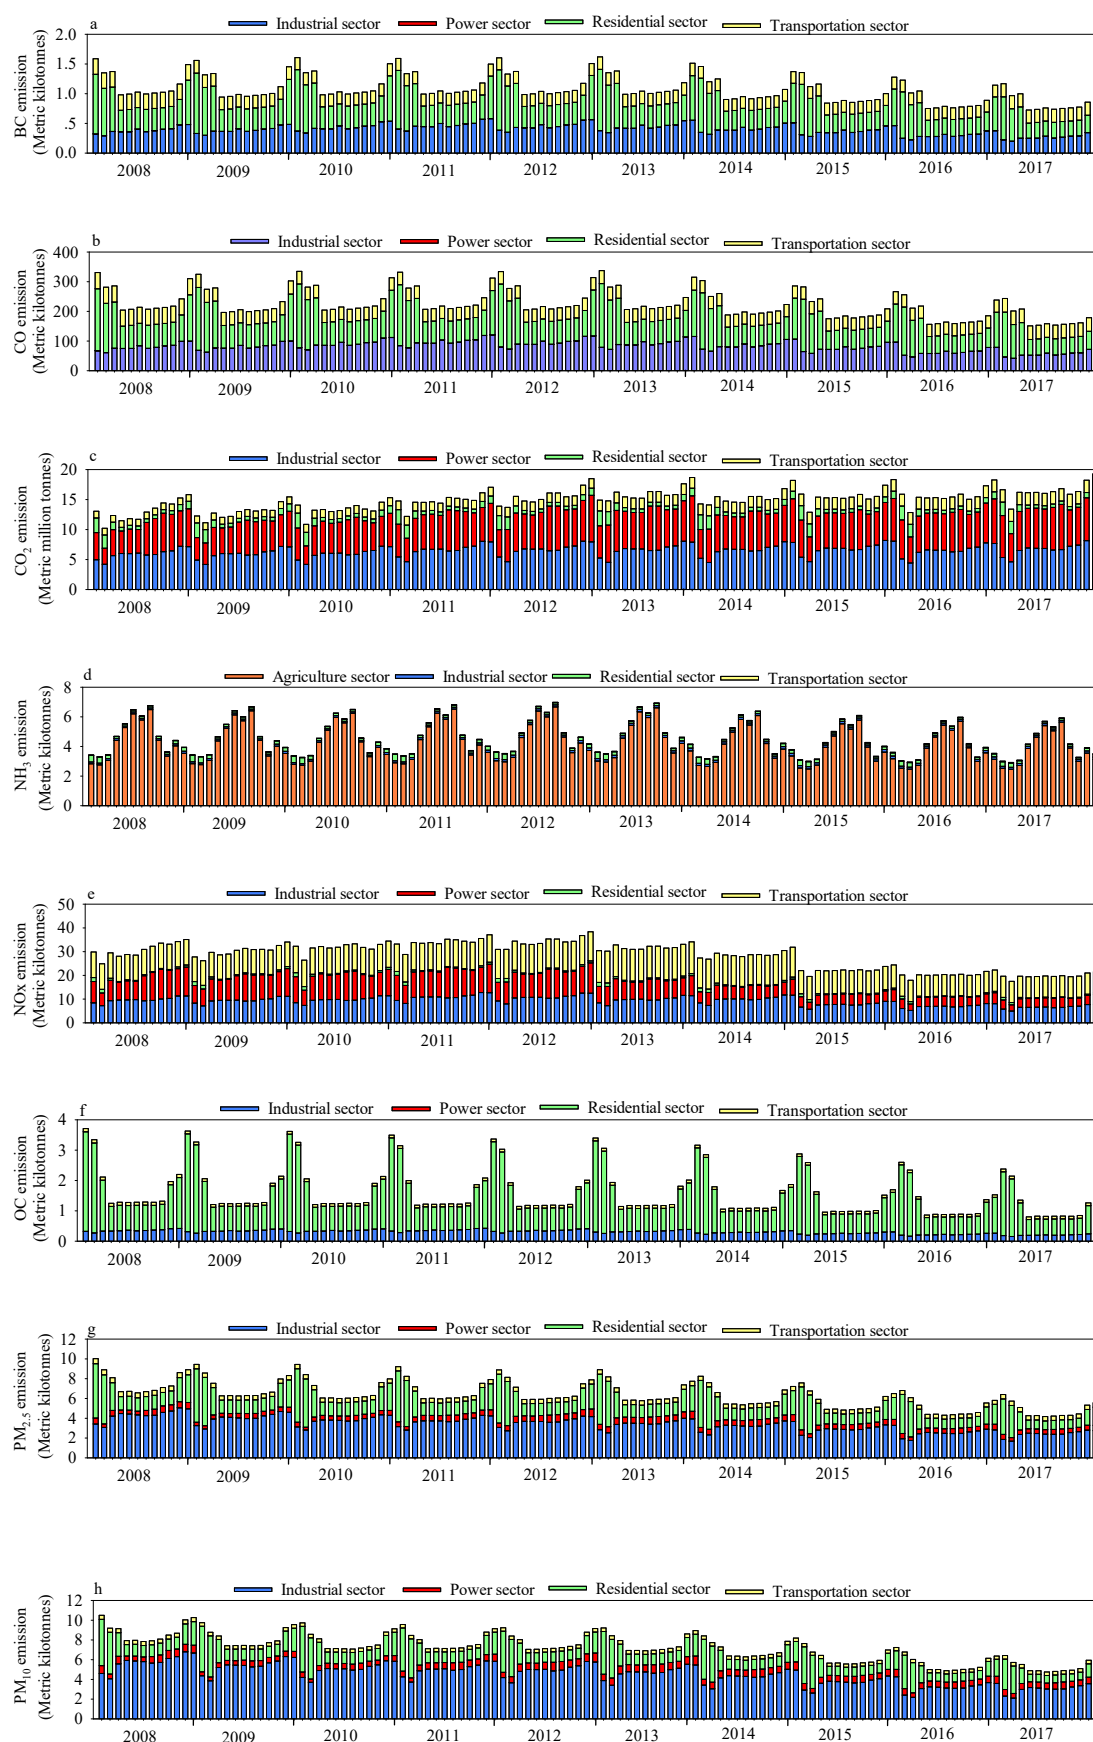 a
Industrial sector Power sector Residential sector Transportation sector
BC emission
(Metric kilotonnes)
2.0
1.5
1.0
.5
0.0
2008 2009 2010 2011 2012 2013 2014 2015 2016 2017
b
Industrial sector Power sector Residential sector Transportation sector
CO emission
(Metric kilotonnes)
400
300
200
100
0
2008 2009 2010 2011 2012 2013 2014 2015 2016 2017
c
Industrial sector Power sector Residential sector Transportation sector
CO2 emission
(Metric million tonnes)
20
15
10
5
0
2008 2009 2010 2011 2012 2013 2014 2015 2016 2017
d
Agriculture sector Industrial sector Residential sector Transportation sector
NH3 emission
(Metric kilotonnes)
8
6
4
2
0
2008 2009 2010 2011 2012 2013 2014 2015 2016 2017
e
Industrial sector Power sector Residential sector Transportation sector
NOx emission
(Metric kilotonnes)
50
40
30
20
10
0
2008 2009 2010 2011 2012 2013 2014 2015 2016 2017
f
Industrial sector Power sector Residential sector Transportation sector
OC emission
(Metric kilotonnes)
4
3
2
1
0
2008 2009 2010 2011 2012 2013 2014 2015 2016 2017
g
Industrial sector Power sector Residential sector Transportation sector
PM2.5 emission
(Metric kilotonnes)
12
10
8
6
4
2
0
2008 2009 2010 2011 2012 2013 2014 2015 2016 2017
h
Industrial sector Power sector Residential sector Transportation sector
PM10 emission
(Metric kilotonnes)
12
10
8
6
4
2
0
2008 2009 2010 2011 2012 2013 2014 2015 2016 2017